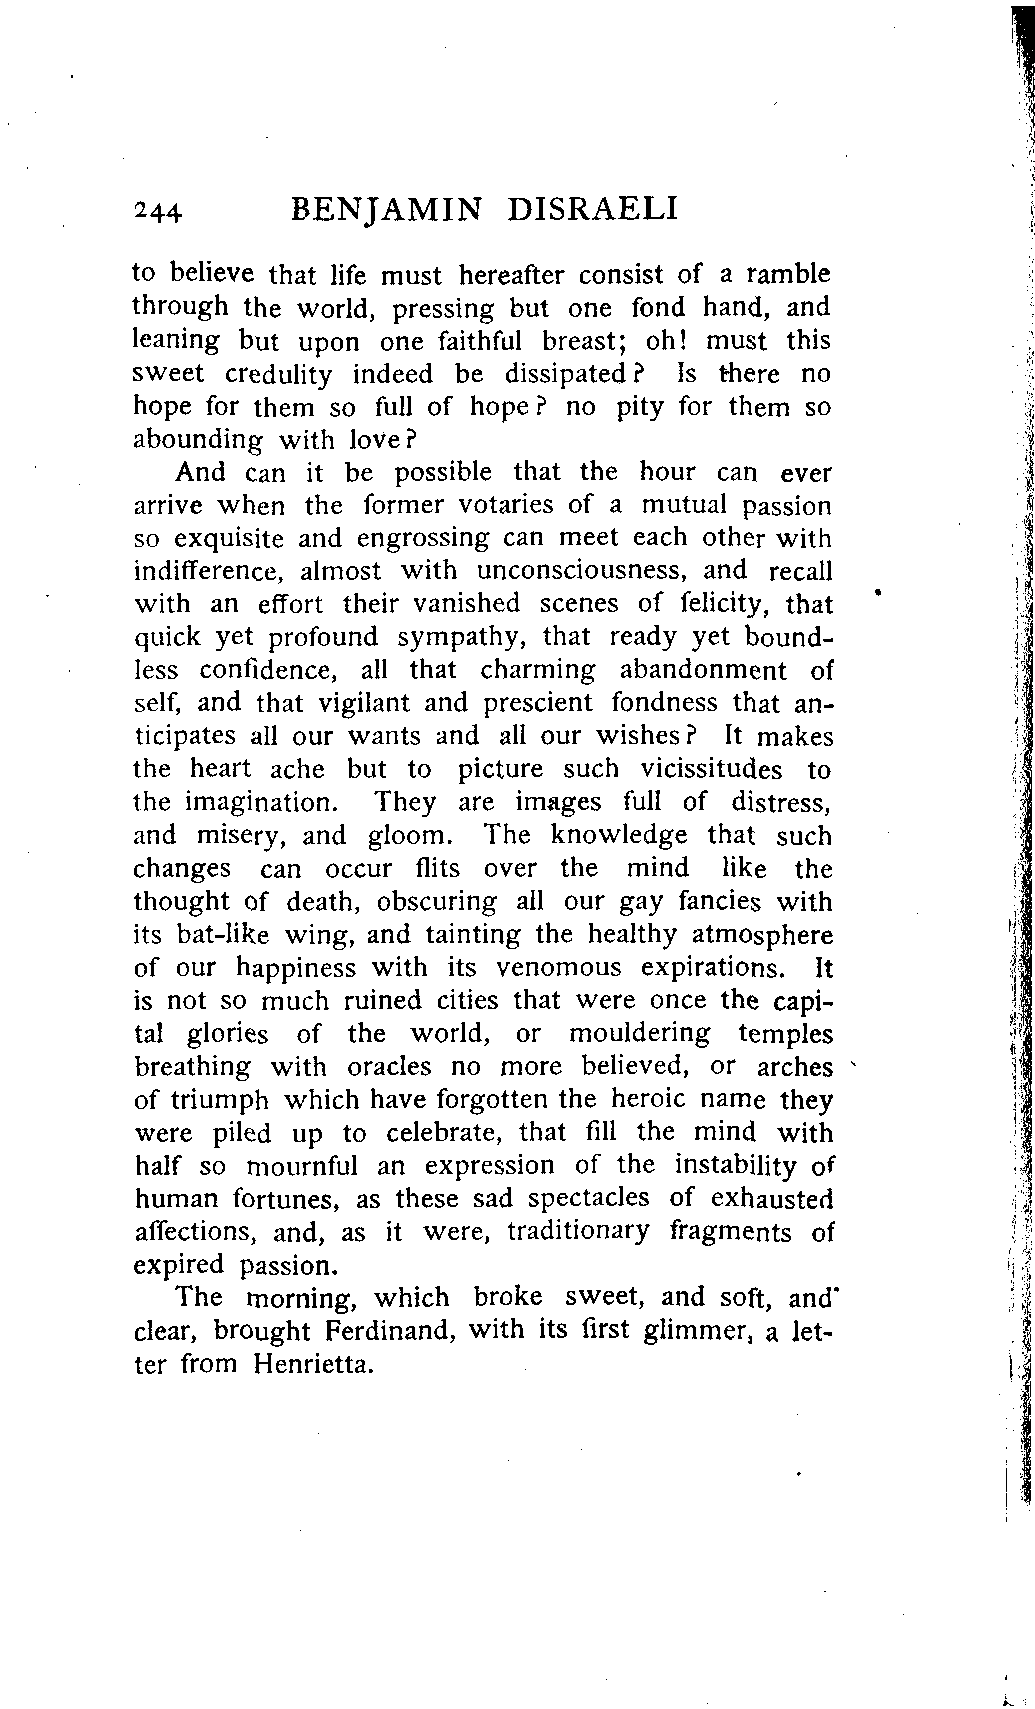 244 BENJAMIN DISRAELI
to believe that life must hereafter consist of a ramble
through the world, pressing but one fond hand, and
leaning but upon one faithful breast; oh! must this
sweet credulity indeed be dissipated? Is there no
hope for them so full of hope? no pity for them so
abounding with love?
And can it be possible that the hour can ever
arrive when the former votaries of a mutual passion
so exquisite and engrossing can meet each other with
indifference, almost with unconsciousness, and recall
with an effort their vanished scenes of felicity, that
quick yet profound sympathy, that ready yet bound-
less confidence, all that charming abandonment of
self, and that vigilant and prescient fondness that an-
ticipates all our wants and all our wishes? It makes
the heart ache but to picture such vicissitudes to
the imagination. They are images full of distress,
and misery, and gloom. The knowledge that such
changes can occur flits over the mind like the
thought of death, obscuring all our gay fancies with
its bat-like wing, and tainting the healthy atmosphere
of our happiness with its venomous expirations. It
is not so much ruined cities that were once the capi-
tal glories of the world, or mouldering temples
breathing with oracles no more believed, or arches
of triumph which have forgotten the heroic name they
were piled up to celebrate, that fill the mind with
half so mournful an expression of the instability of
human fortunes, as these sad spectacles of exhausted
affections, and, as it were, traditionary fragments of
expired passion.
The morning, which broke sweet, and soft, and
clear, brought Ferdinand, with its first glimmer, a let-
ter from Henrietta.